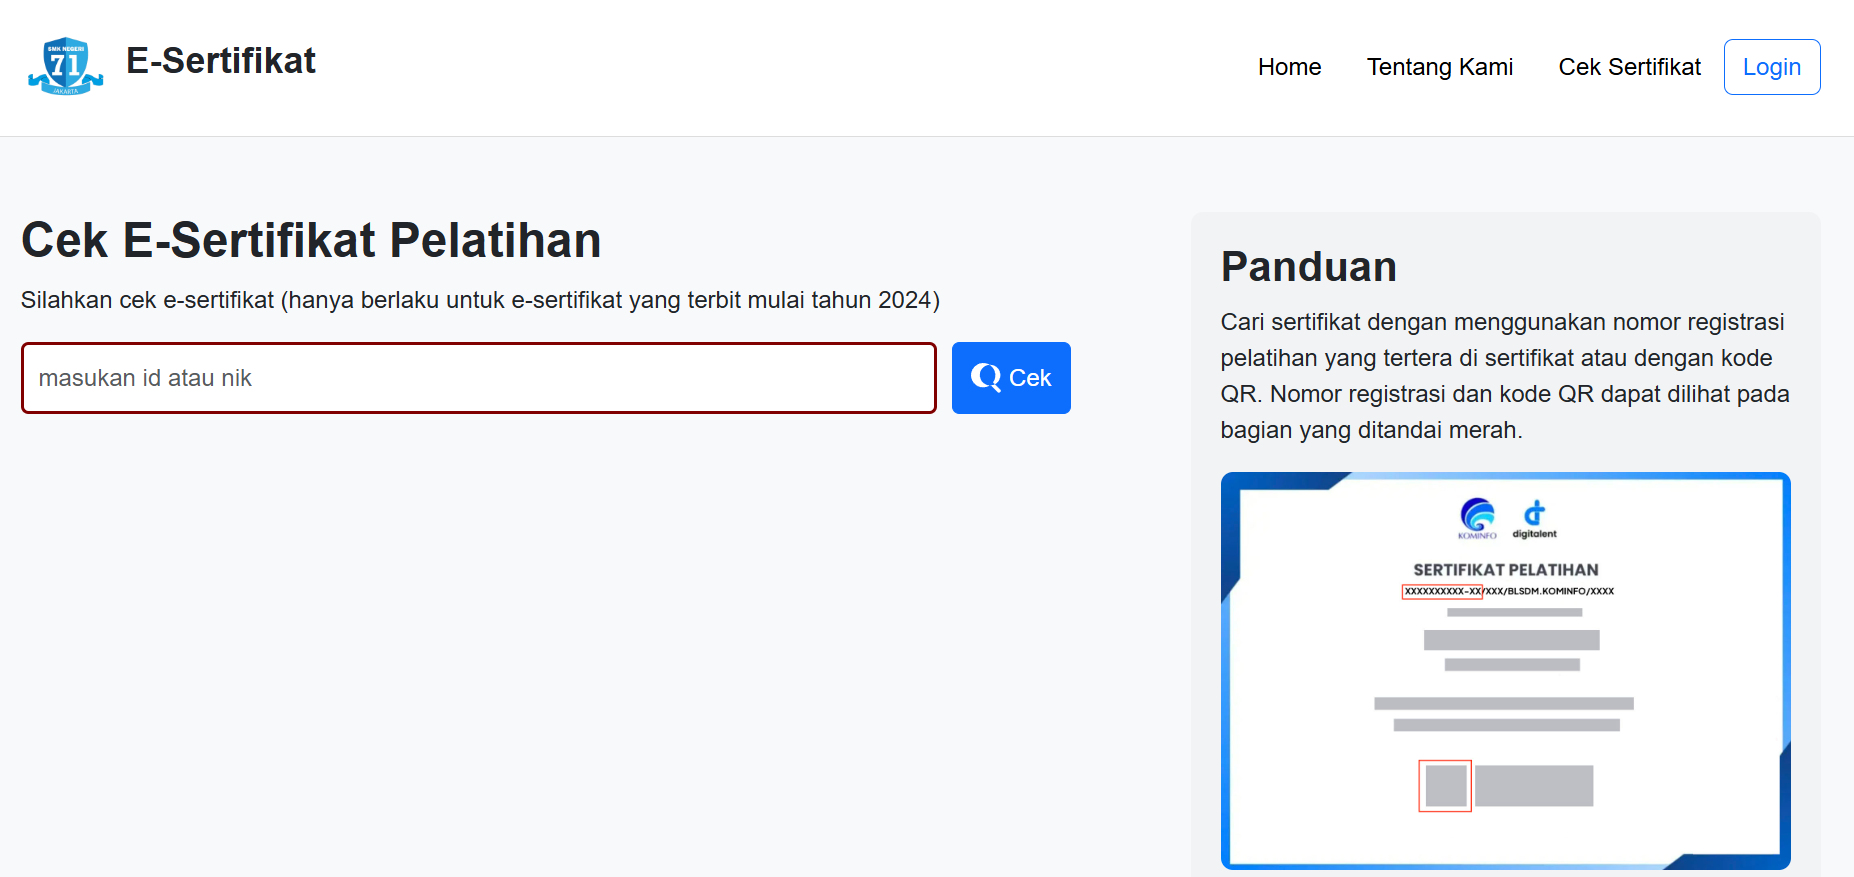 SMK NEGERI
71
JAKARTA
E-Sertifikat
Home
Tentang Kami
Cek Sertifikat
Login
Cek E-Sertifikat Pelatihan
Silahkan cek e-sertifikat (hanya berlaku untuk e-sertifikat yang terbit mulai tahun 2024)
masukan id atau nik
Cek
Panduan
Cari sertifikat dengan menggunakan nomor registrasi
pelatihan yang tertera di sertifikat atau dengan kode
QR. Nomor registrasi dan kode QR dapat dilihat pada
bagian yang ditandai merah.
KOMINFO
digitalent
SERTIFIKAT PELATIHAN
XXXXXXXXXX-XX/XXX/BLSDM.KOMINFO/XXXX